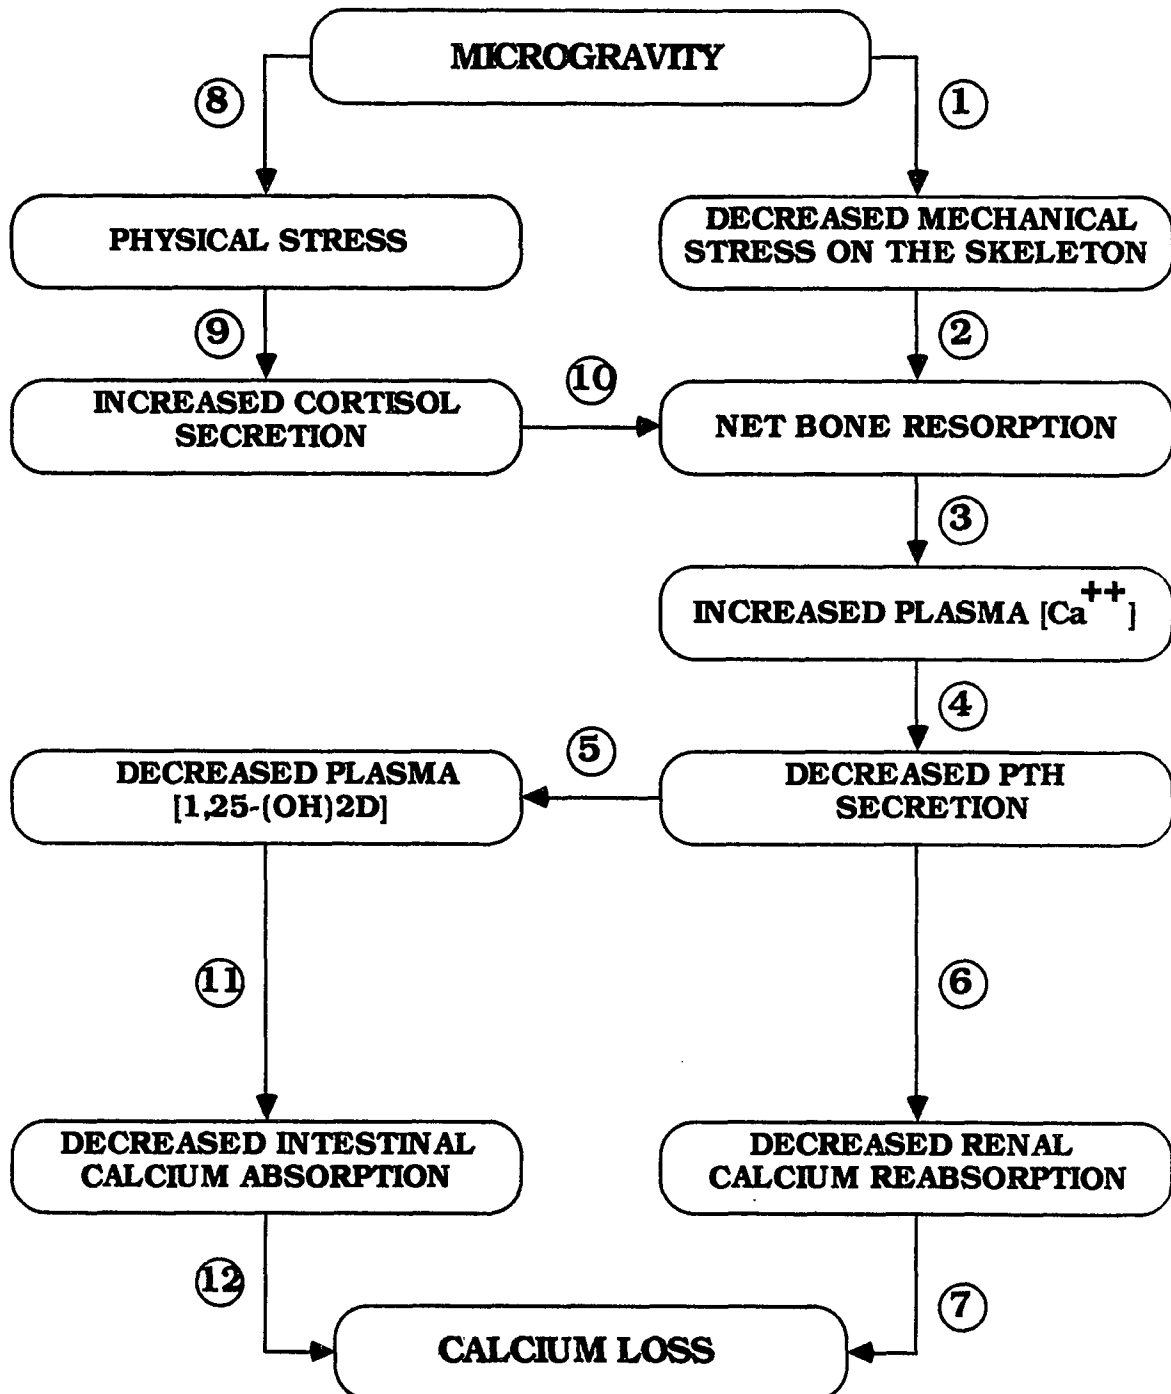 MICROGRAVITY
8
1
PHYSICAL STRESS
DECREASED MECHANICAL
STRESS ON THE SKELETON
9
2
INCREASED CORTISOL
SECRETION
10
NET BONE RESORPTION
3
INCREASED PLASMA [Ca++]
4
5
DECREASED PLASMA
[1,25-(OH)2D]
DECREASED PTH
SECRETION
11
6
DECREASED INTESTINAL
CALCIUM ABSORPTION
DECREASED RENAL
CALCIUM REABSORPTION
12
7
CALCIUM LOSS